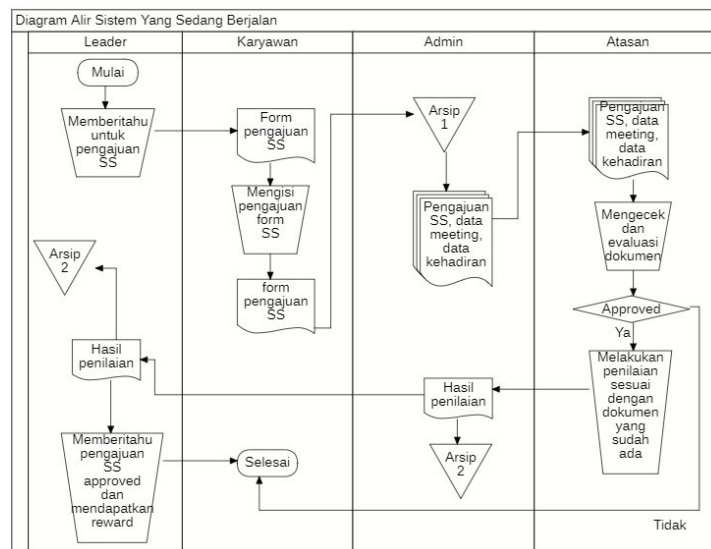 Diagram Alir Sistem Yang Sedang Berjalan
Leader
Karyawan
Admin
Atasan
Mulai
Memberitahu
untuk
pengajuan
SS
Form
pengajuan
SS
Mengisi
pengajuan
form
SS
form
pengajuan
SS
Arsip
1
Pengajuan
SS, data
meeting,
data
kehadiran
Pengajuan
SS, data
meeting,
data
kehadiran
Mengecek
dan
evaluasi
dokumen
Approved
Ya
Melakukan
penilaian
sesuai
dengan
dokumen
yang
sudah
ada
Hasil
penilaian
Arsip
2
Hasil
penilaian
Arsip
2
Memberitahu
pengajuan
SS
approved
dan
mendapatkan
reward
Selesai
Tidak